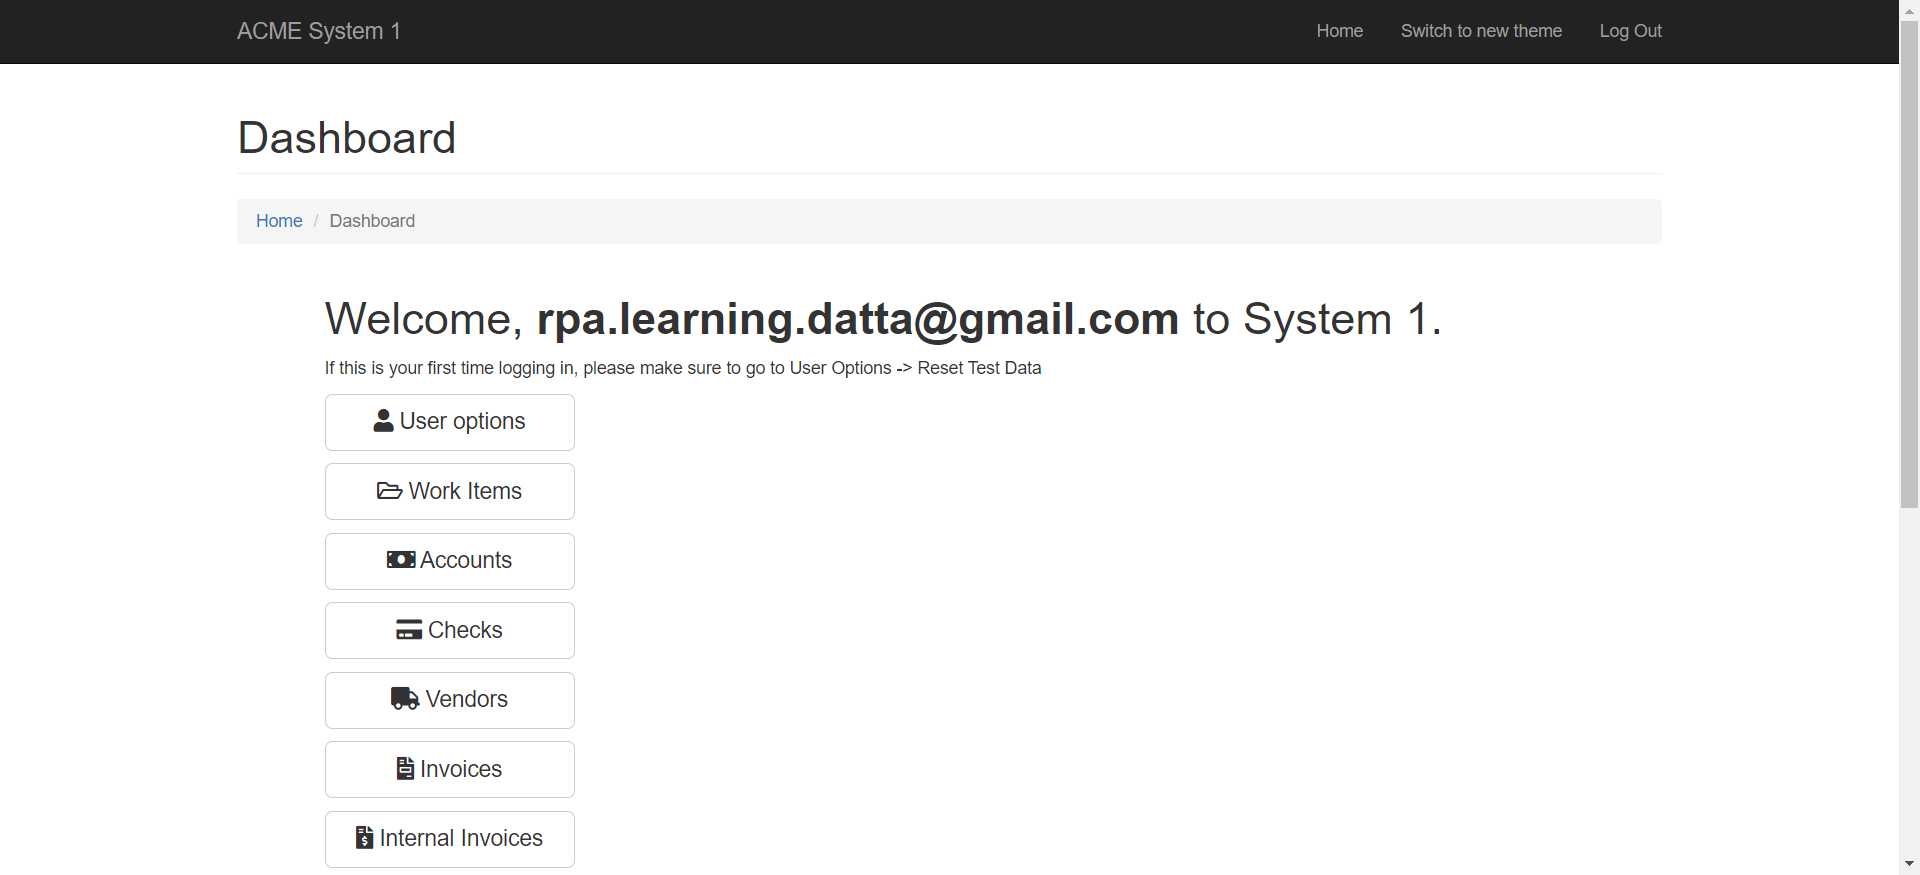 ACME System 1
Home
Switch to new theme
Log Out
Dashboard
Home / Dashboard
Welcome, rpa.learning.datta@gmail.com to System 1.
If this is your first time logging in, please make sure to go to User Options -> Reset Test Data
User options
Work Items
Accounts
Checks
Vendors
Invoices
Internal Invoices